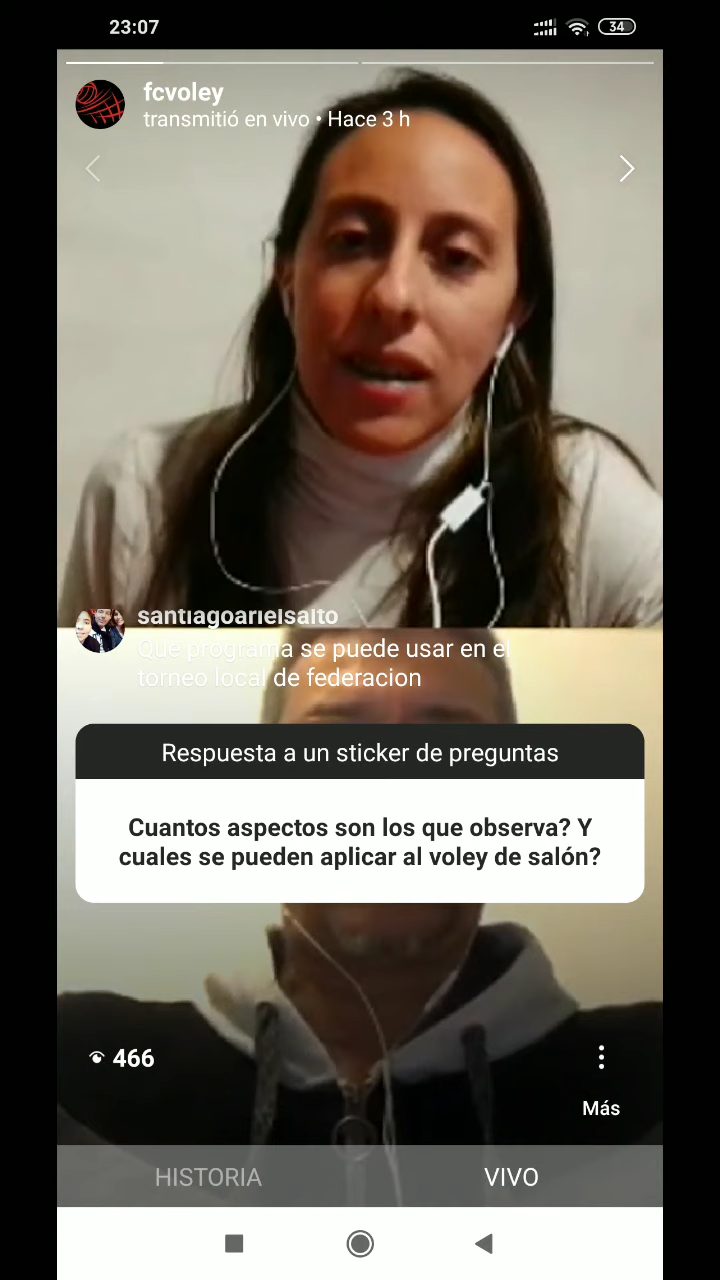 23:07
34
fcvoley
transmitió en vivo • Hace 3 h
santiagoarielsalto
Que programa se puede usar en el
torneo local de federacion
Respuesta a un sticker de preguntas
Cuantos aspectos son los que observa? Y
cuales se pueden aplicar al voley de salón?
466
Más
HISTORIA
VIVO